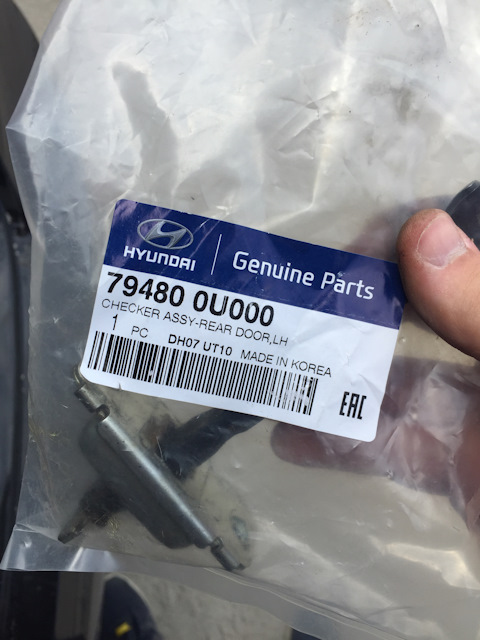 HYUNDAI
Genuine Parts
79480 0U000
CHECKER ASSY-REAR DOOR,LH
1 PC DH07 UT10 MADE IN KOREA
EAC